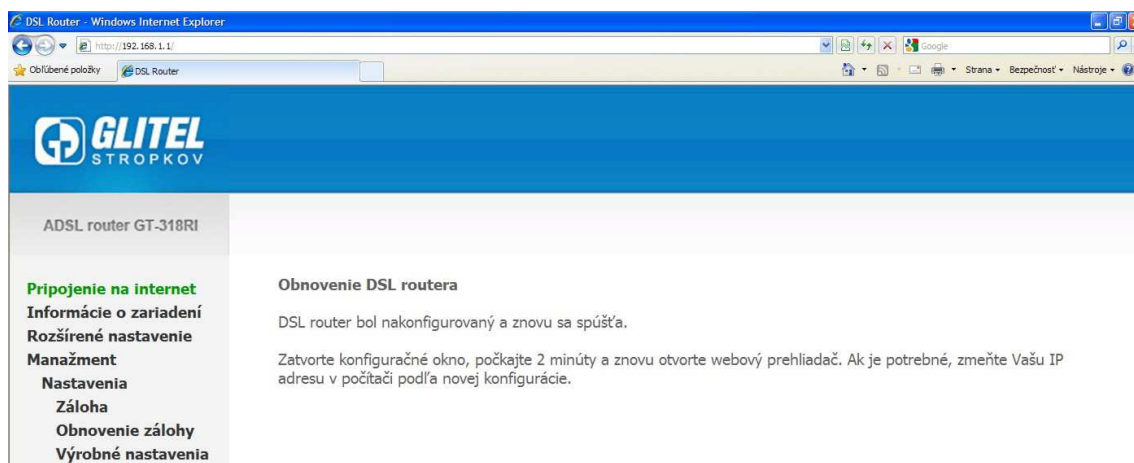 DSL Router - Windows Internet Explorer
http://192.168.1.1/
Google
Obľúbené položky
DSL Router
Strana
Bezpečnosť
Nástroje
GLITEL
STROPKOV
ADSL router GT-318RI
Pripojenie na internet
Informácie o zariadení
Rozšírené nastavenie
Manažment
Nastavenia
Záloha
Obnovenie zálohy
Výrobné nastavenia
Obnovenie DSL routera
DSL router bol nakonfigurovaný a znovu sa spúšťa.
Zatvorte konfiguračné okno, počkajte 2 minúty a znovu otvorte webový prehliadač. Ak je potrebné, zmeňte Vašu IP
adresu v počítači podľa novej konfigurácie.